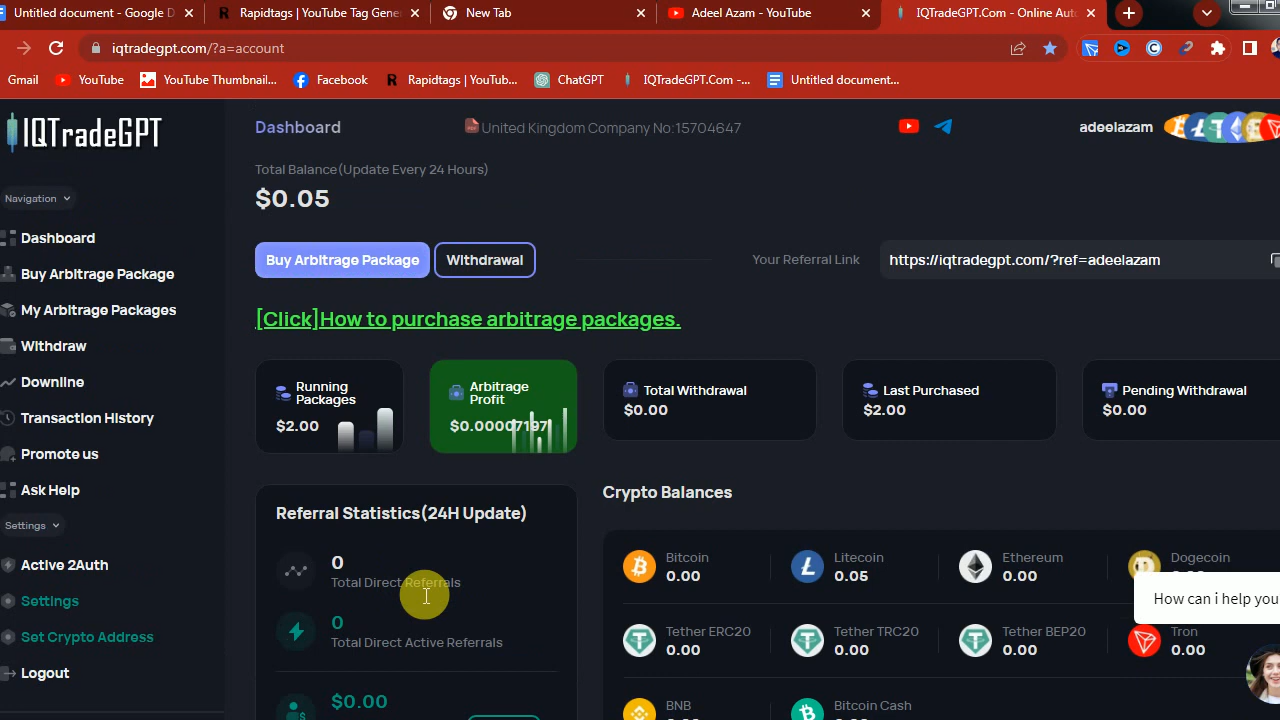 Untitled document - Google D
Rapidtags | YouTube Tag Gene
New Tab
Adeel Azam - YouTube
IQTradeGPT.Com - Online Auto
iqtradegpt.com/?a=account
Gmail
YouTube
YouTube Thumbnail...
Facebook
Rapidtags | YouTub...
ChatGPT
IQTradeGPT.Com -...
Untitled document...
IQTradeGPT
Dashboard
United Kingdom Company No:15704647
adeelazam
Total Balance(Update Every 24 Hours)
$0.05
Navigation
Dashboard
Buy Arbitrage Package
My Arbitrage Packages
Withdraw
Downline
Transaction History
Promote us
Ask Help
Settings
Active 2Auth
Settings
Set Crypto Address
Logout
Buy Arbitrage Package
Withdrawal
Your Referral Link
https://iqtradegpt.com/?ref=adeelazam
[Click]How to purchase arbitrage packages.
Running
Packages
$2.00
Arbitrage
Profit
$0.00007197
Total Withdrawal
$0.00
Last Purchased
$2.00
Pending Withdrawal
$0.00
Referral Statistics(24H Update)
0
Total Direct Referrals
0
Total Direct Active Referrals
$0.00
Crypto Balances
Bitcoin
0.00
Litecoin
0.05
Ethereum
0.00
Dogecoin
Tether ERC20
0.00
Tether TRC20
0.00
Tether BEP20
0.00
Tron
0.00
BNB
Bitcoin Cash
How can i help you